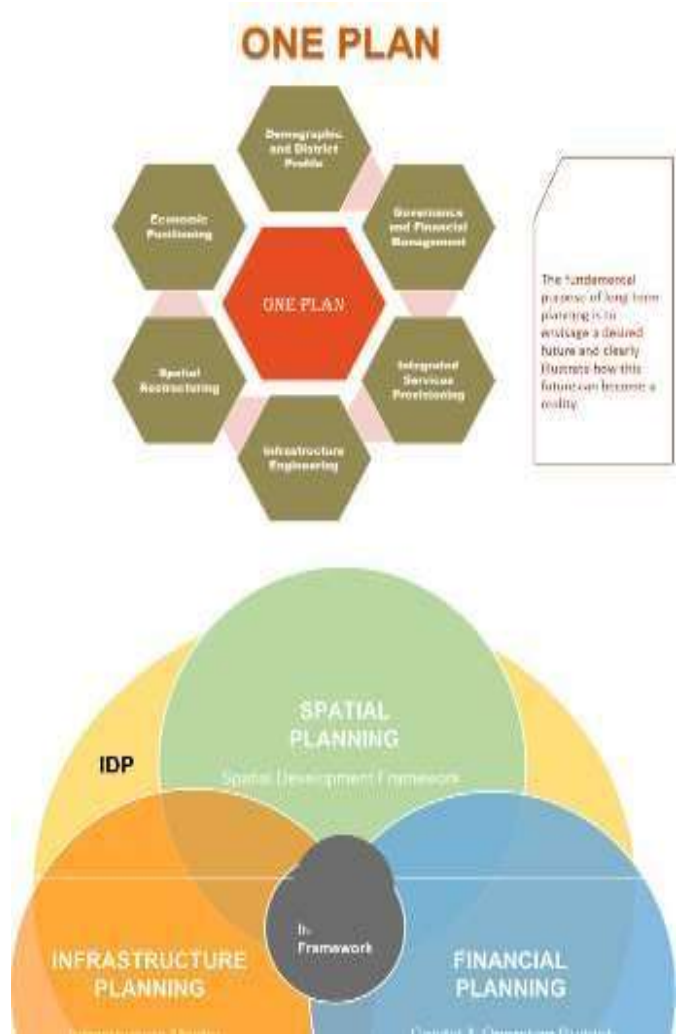 ONE PLAN
Demographic
and District
Profile
Economic
Positioning
Governance
and Financial
Management
ONE PLAN
The fundamental
purpose of long term
planning is to
envisage a desired
future and clearly
illustrate how this
future can become a
reality
Spatial
Restructuring
Integrated
Services
Provisioning
Infrastructure
Engineering
SPATIAL
PLANNING
IDP
Spatial Development Framework
Framework
INFRASTRUCTURE
PLANNING
FINANCIAL
PLANNING